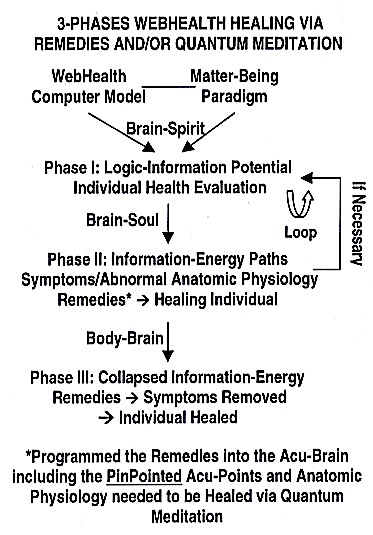 3-PHASES WEBHEALTH HEALING VIA
REMEDIES AND/OR QUANTUM MEDITATION
WebHealth
Computer Model
Matter-Being
Paradigm
Brain-Spirit
Phase I: Logic-Information Potential
Individual Health Evaluation
Brain-Soul
Loop
If Necessary
Phase II: Information-Energy Paths
Symptoms/Abnormal Anatomic Physiology
Remedies* → Healing Individual
Body-Brain
Phase III: Collapsed Information-Energy
Remedies → Symptoms Removed
→ Individual Healed
*Programmed the Remedies into the Acu-Brain
including the PinPointed Acu-Points and Anatomic
Physiology needed to be Healed via Quantum
Meditation